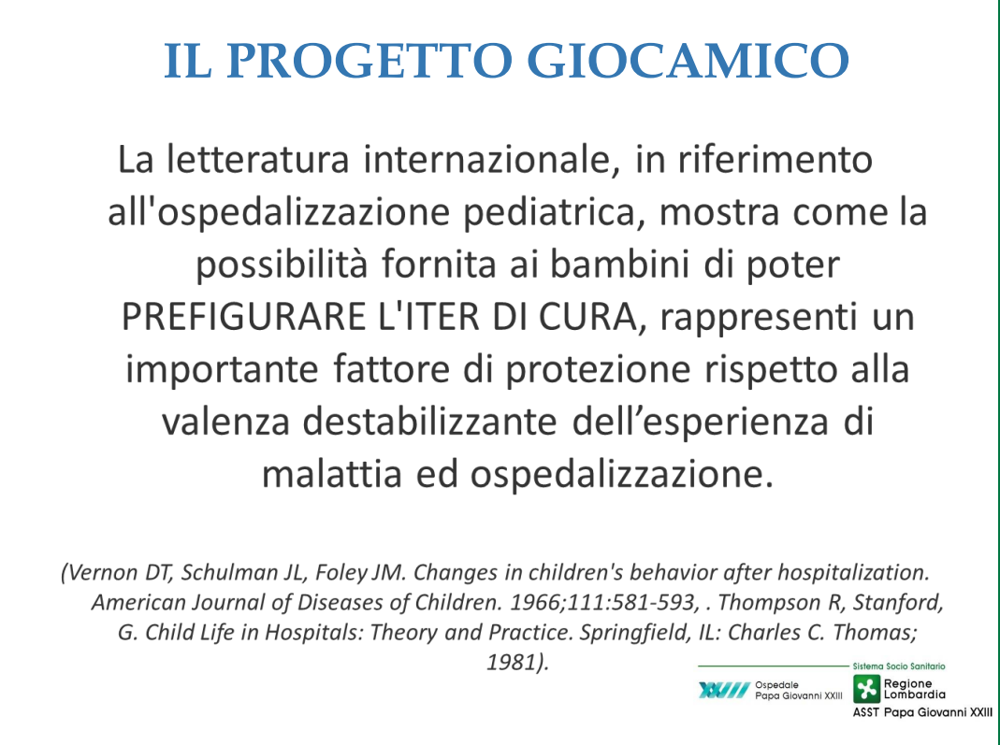 IL PROGETTO GIOCAMICO
La letteratura internazionale, in riferimento
all'ospedalizzazione pediatrica, mostra come la
possibilità fornita ai bambini di poter
PREFIGURARE L'ITER DI CURA, rappresenti un
importante fattore di protezione rispetto alla
valenza destabilizzante dell’esperienza di
malattia ed ospedalizzazione.
(Vernon DT, Schulman JL, Foley JM. Changes in children's behavior after hospitalization.
American Journal of Diseases of Children. 1966;111:581-593, . Thompson R, Stanford,
G. Child Life in Hospitals: Theory and Practice. Springfield, IL: Charles C. Thomas;
1981).
Sistema Socio Sanitario
XVIII
Ospedale
Papa Giovanni XXIII
Regione
Lombardia
ASST Papa Giovanni XXIII